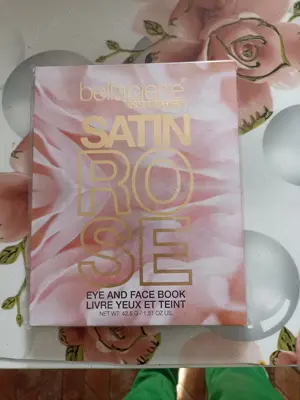 bellápierre®
SATIN
RO
SE
EYE AND FACE BOOK
LIVRE YEUX ET TEINT
NET WT. 42.8 G / 1.51 OZ US.